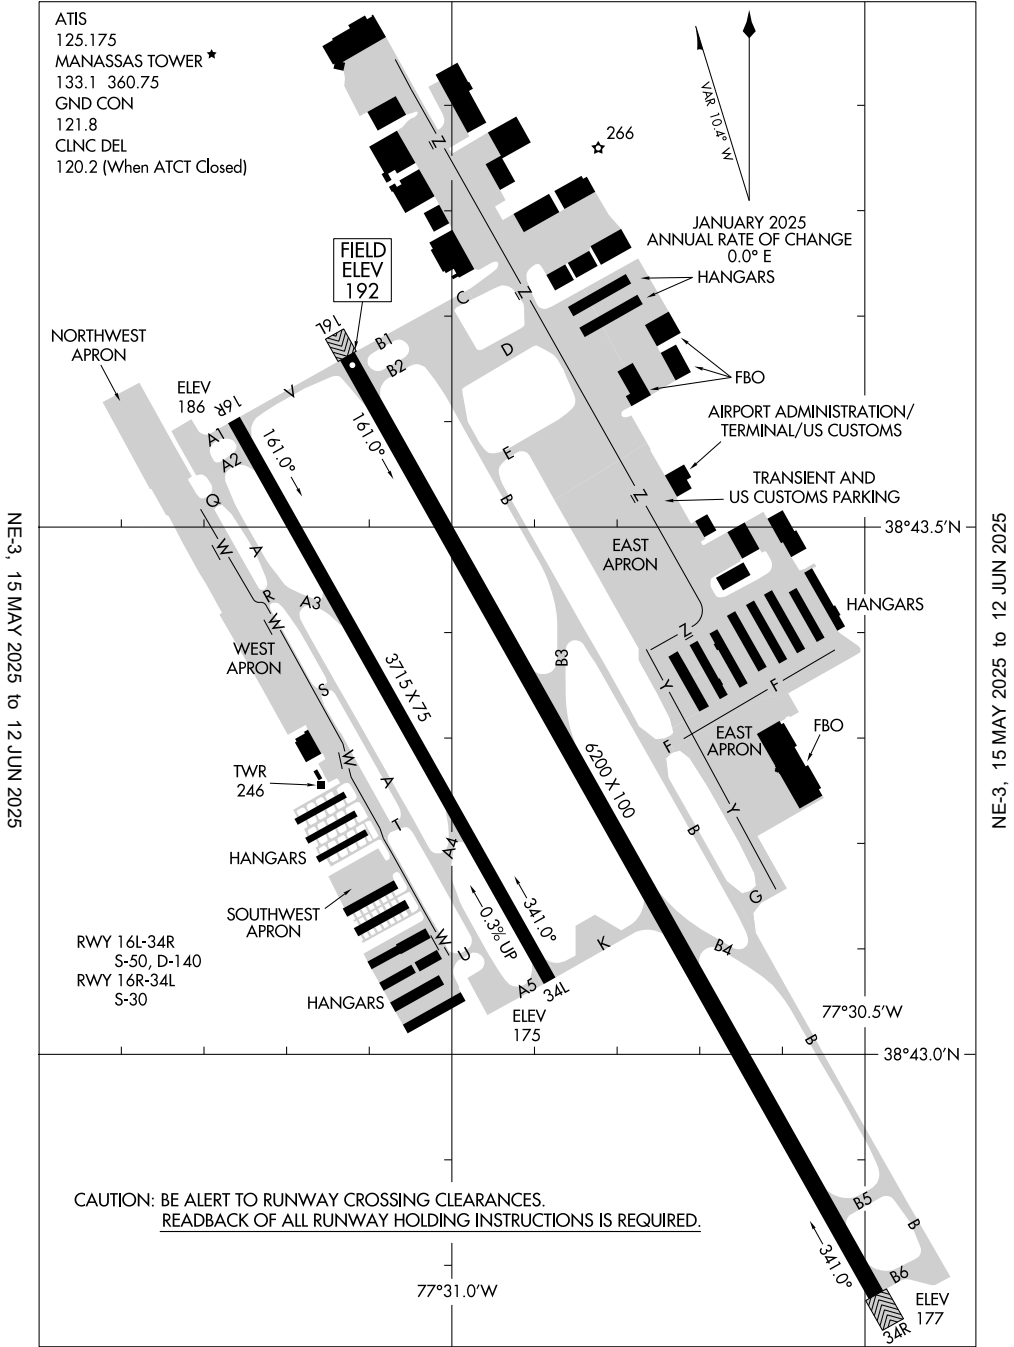 ATIS
125.175
MANASSAS TOWER ★
133.1 360.75
GND CON
121.8
CLNC DEL
120.2 (When ATCT Closed)
VAR 10.4° W
JANUARY 2025
ANNUAL RATE OF CHANGE
0.0° E
266
Z
Z
FIELD
ELEV
192
C
HANGARS
16L
B1
B2
D
NORTHWEST
APRON
FBO
ELEV
186
16R
V
161.0°
161.0°
A1
A2
AIRPORT ADMINISTRATION/
TERMINAL/US CUSTOMS
E
B
TRANSIENT AND
US CUSTOMS PARKING
Z
Q
W
A
38°43.5'N
EAST
APRON
R
A3
W
HANGARS
Z
WEST
APRON
S
3715 X 75
B3
Y
F
F
EAST
APRON
FBO
W
TWR
246
A
6200 X 100
Y
T
B
A4
HANGARS
G
SOUTHWEST
APRON
W
U
0.3% UP
341.0°
K
B4
RWY 16L-34R
S-50, D-140
RWY 16R-34L
S-30
HANGARS
A5
34L
ELEV
175
77°30.5'W
B
38°43.0'N
CAUTION: BE ALERT TO RUNWAY CROSSING CLEARANCES.
READBACK OF ALL RUNWAY HOLDING INSTRUCTIONS IS REQUIRED.
B5
B
341.0°
B6
77°31.0'W
ELEV
177
34R
NE-3, 15 MAY 2025 to 12 JUN 2025
NE-3, 15 MAY 2025 to 12 JUN 2025